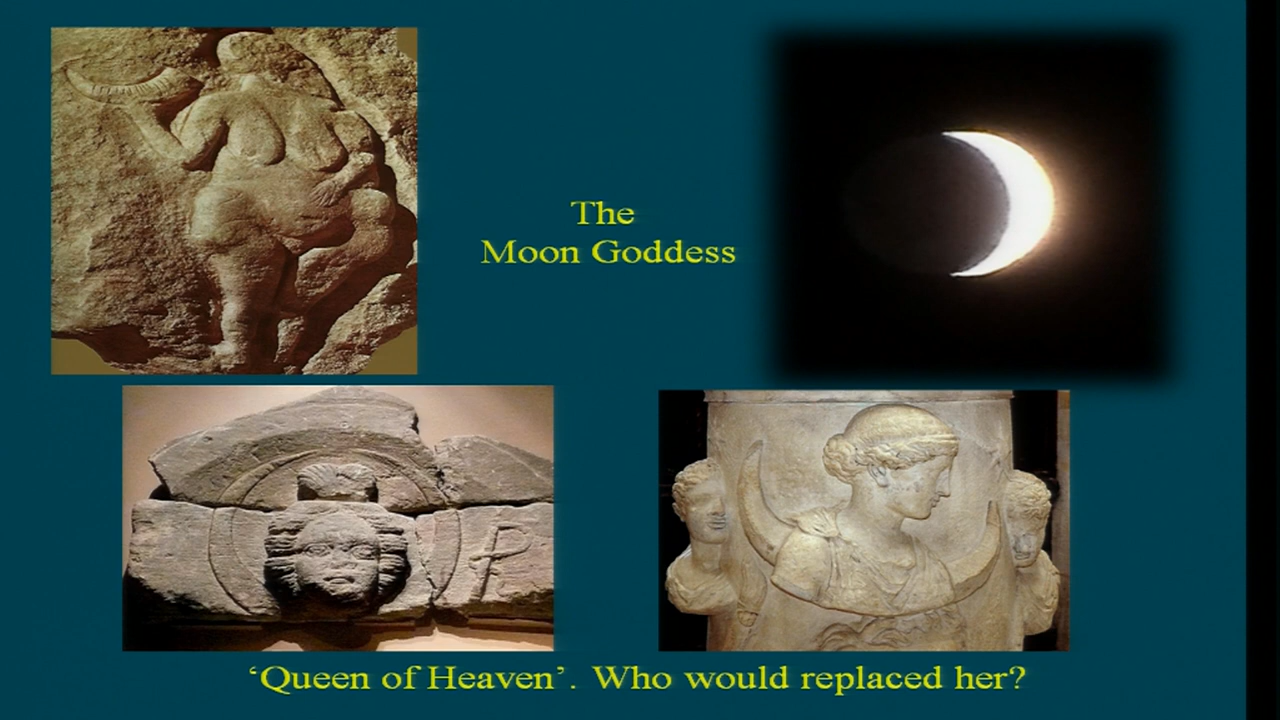 The
Moon Goddess
R
‘Queen of Heaven’. Who would replaced her?